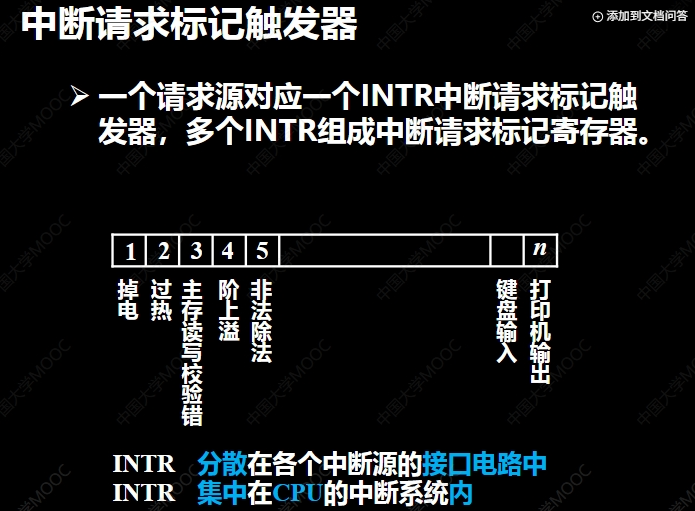 中断请求标记触发器
添加到文档问答
➢ 一个请求源对应一个INTR中断请求标记触
发器，多个INTR组成中断请求标记寄存器。
1 2 3 4 5 n
掉电
过热
主存读写校验错
阶上溢
非法除法
键盘输入
打印机输出
INTR 分散在各个中断源的接口电路中
INTR 集中在CPU的中断系统内
中国大学MOOC